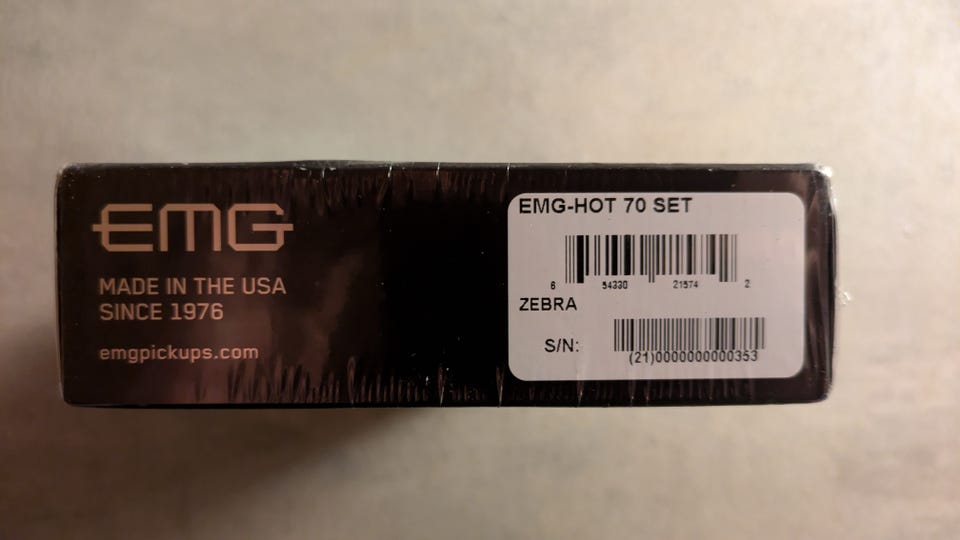 EMG
MADE IN THE USA
SINCE 1976
emgpickups.com
EMG-HOT 70 SET
6 54330 21574 2
ZEBRA
S/N:
(21)0000000000353